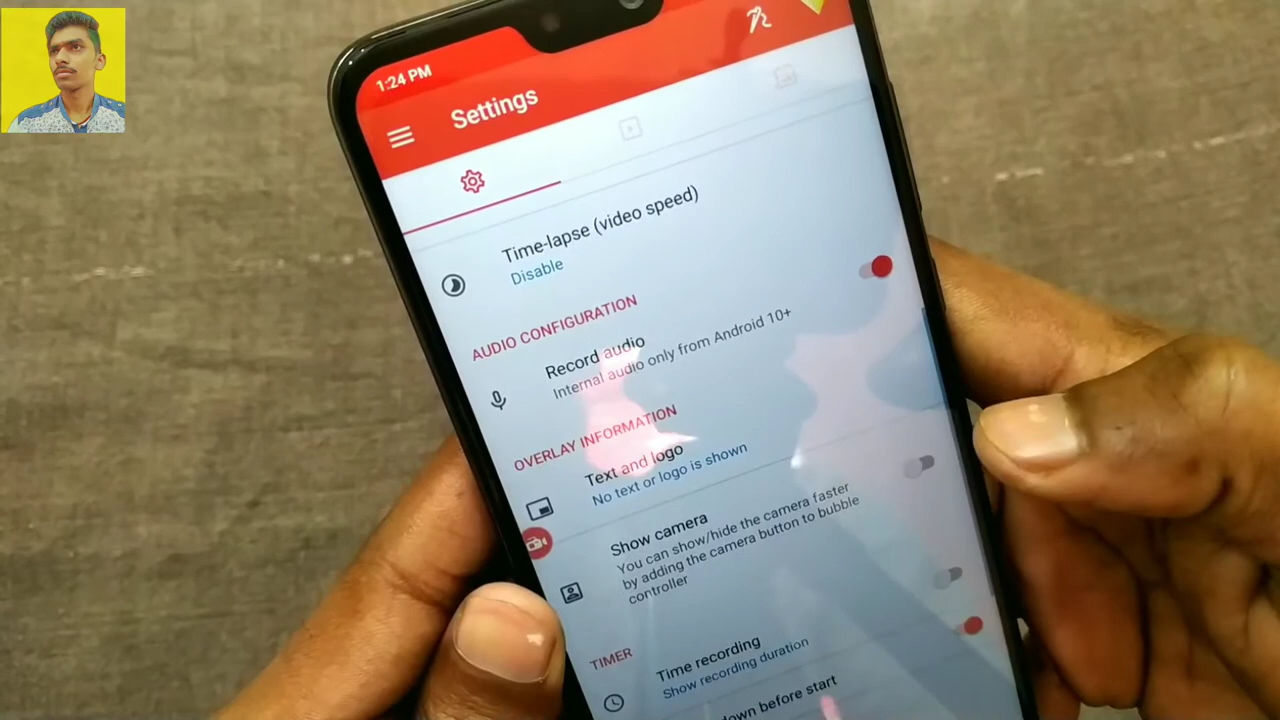 1:24 PM
Settings
Time-lapse (video speed)
Disable
AUDIO CONFIGURATION
Record audio
Internal audio only from Android 10+
OVERLAY INFORMATION
Text and logo
No text or logo is shown
Show camera
You can show/hide the camera faster
by adding the camera button to bubble
controller
TIMER
Time recording
Show recording duration
before start